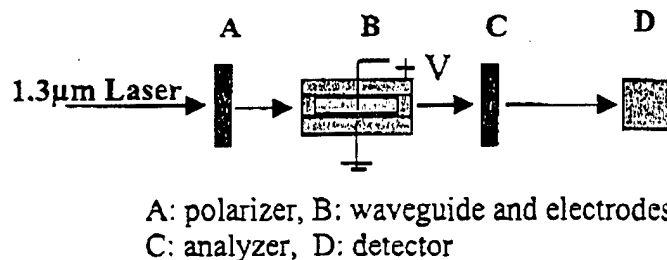 A B C D
+ V
1.3μm Laser
A: polarizer, B: waveguide and electrodes
C: analyzer, D: detector